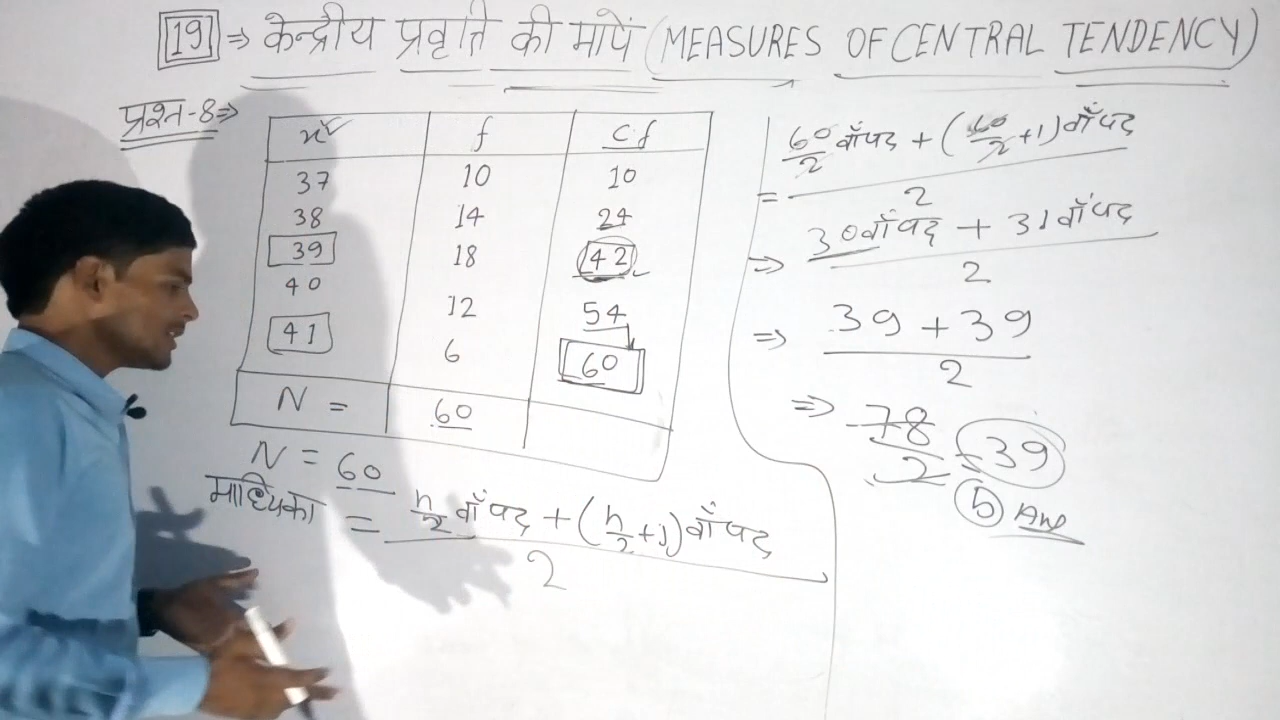 19 ⇒ केन्द्रीय प्रवृति की मापें (MEASURES OF CENTRAL TENDENCY)
प्रश्न-8⇒
x f cf
37 10 10
38 14 24
39 18 42
40 12 54
41 6 60
N = 60
N = 60
माध्यिका = n/2 वाँ पद + (n/2+1) वाँ पद
2
= 60/2 वाँ पद + (60/2+1) वाँ पद
2
⇒ 30वाँ पद + 31वाँ पद
2
⇒ 39 + 39
2
⇒ 78/2 = 39
(b) Ans